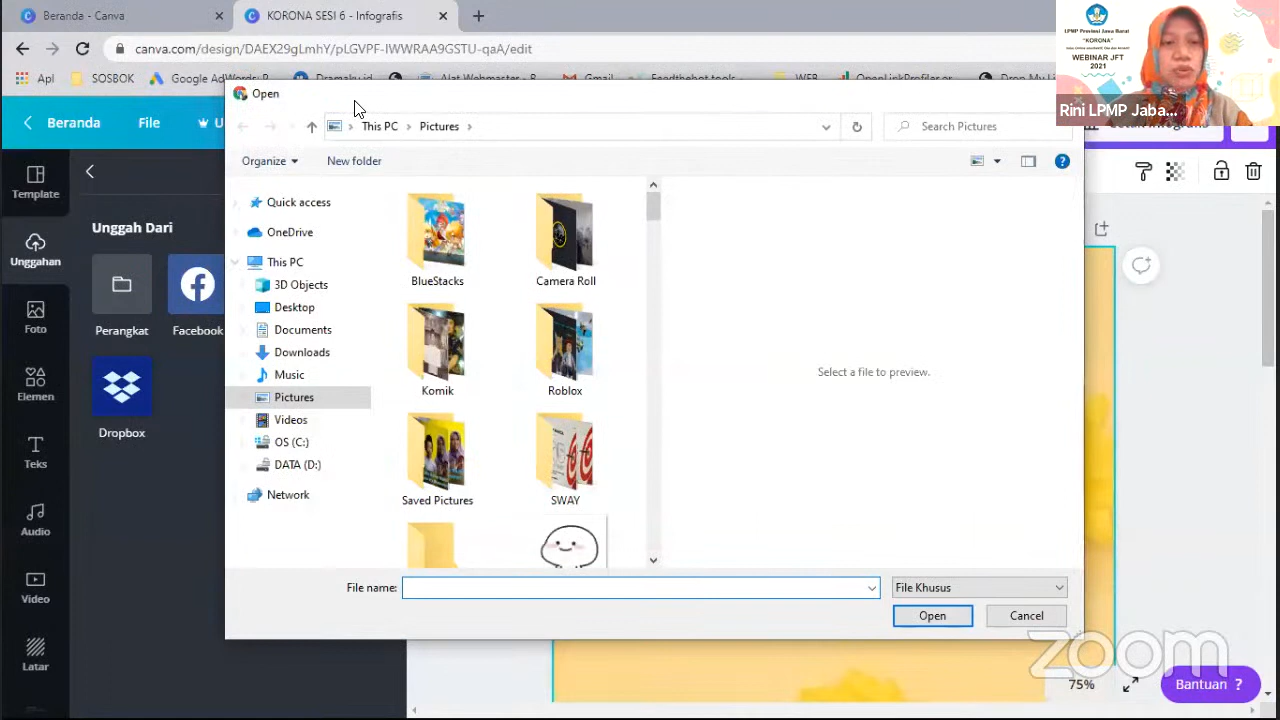 Beranda - Canva
KORONA SESI 6 - Infografis
canva.com/design/DAEX29gLmhY/pLGVPF-IWWRAA9GSTU-qaA/edit
Apl
SOSBOK
Gmail
WEB
LPMP Provinsi Jawa Barat
"KORONA"
WEBINAR JFT
2021
Rini LPMP Jaba...
Open
Beranda
File
This PC
Pictures
Search Pictures
Organize
New folder
Template
Unggahan
Foto
Elemen
Teks
Audio
Video
Latar
Unggah Dari
Perangkat
Facebook
Dropbox
Quick access
OneDrive
This PC
3D Objects
Desktop
Documents
Downloads
Music
Pictures
Videos
OS (C:)
DATA (D:)
Network
BlueStacks
Camera Roll
Komik
Roblox
Saved Pictures
SWAY
Select a file to preview.
File name:
File Khusus
Open
Cancel
zoom
75%
Bantuan ?